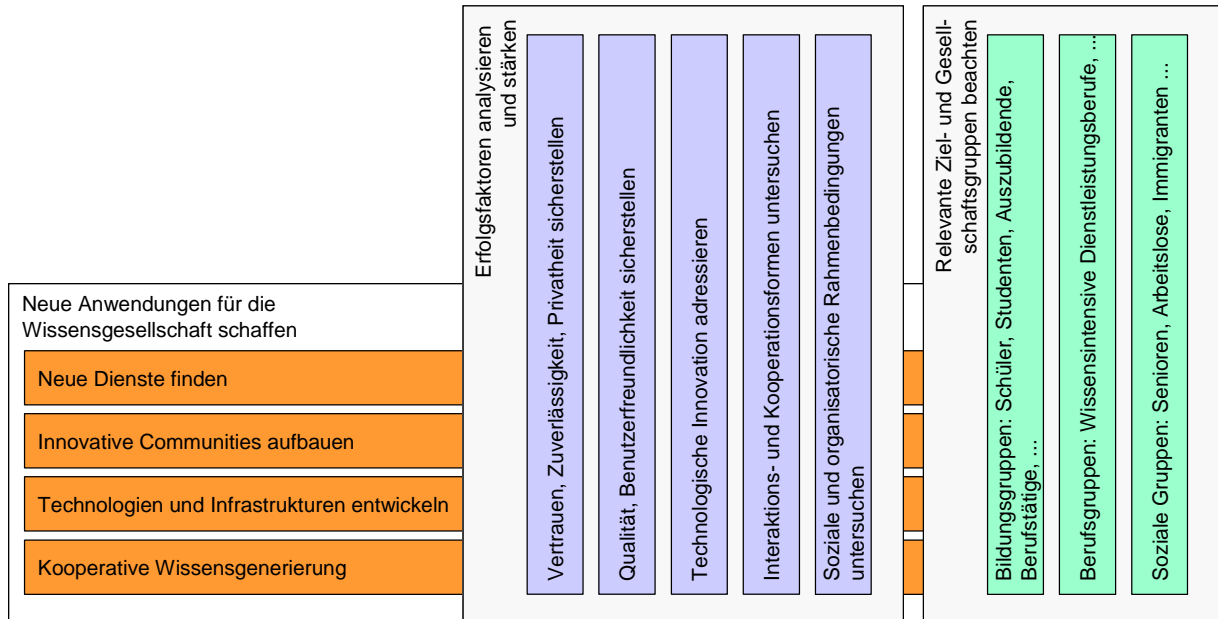 Neue Anwendungen für die
Wissensgesellschaft schaffen
Neue Dienste finden
Innovative Communities aufbauen
Technologien und Infrastrukturen entwickeln
Kooperative Wissensgenerierung
Erfolgsfaktoren analysieren
und stärken
Vertrauen, Zuverlässigkeit, Privatheit sicherstellen
Qualität, Benutzerfreundlichkeit sicherstellen
Technologische Innovation adressieren
Interaktions- und Kooperationsformen untersuchen
Soziale und organisatorische Rahmenbedingungen
untersuchen
Relevante Ziel- und Gesell-
schaftsgruppen beachten
Bildungsgruppen: Schüler, Studenten, Auszubildende,
Berufstätige, ...
Berufsgruppen: Wissensintensive Dienstleistungsberufe, ...
Soziale Gruppen: Senioren, Arbeitslose, Immigranten ...